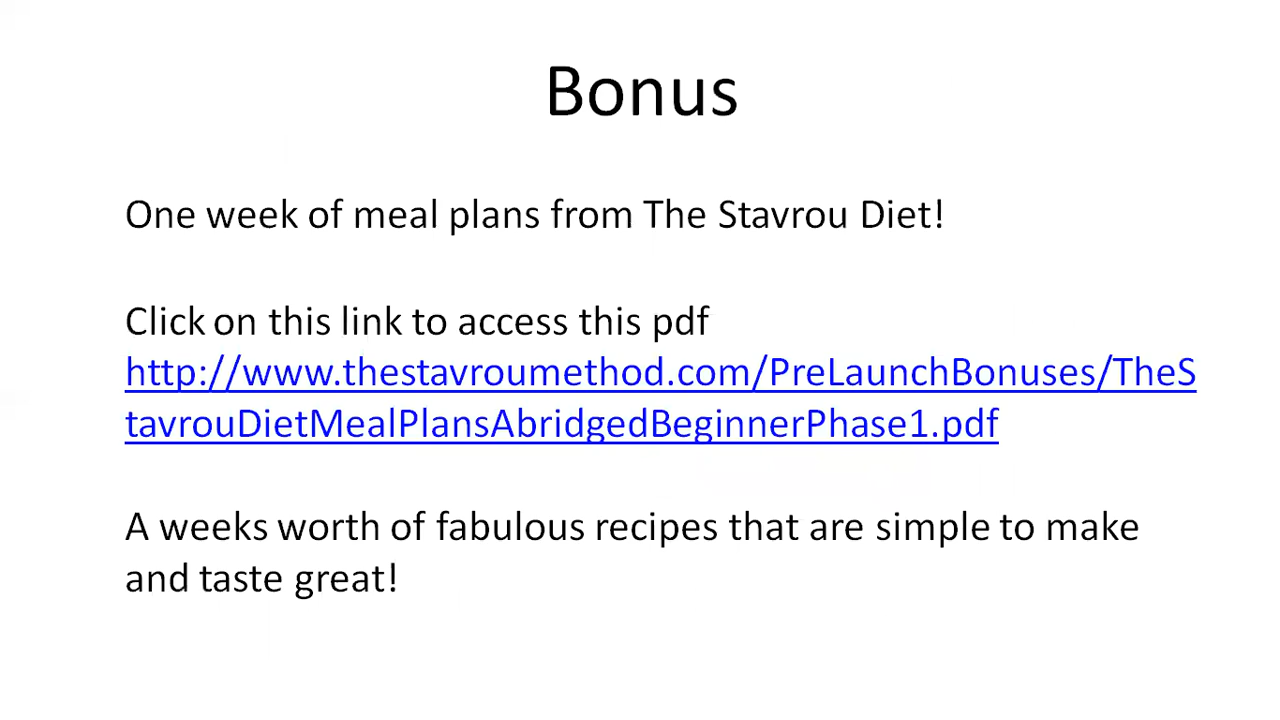 Bonus
One week of meal plans from The Stavrou Diet!
Click on this link to access this pdf
http://www.thestavroumethod.com/PreLaunchBonuses/TheS
tavrouDietMealPlansAbridgedBeginnerPhase1.pdf
A weeks worth of fabulous recipes that are simple to make
and taste great!